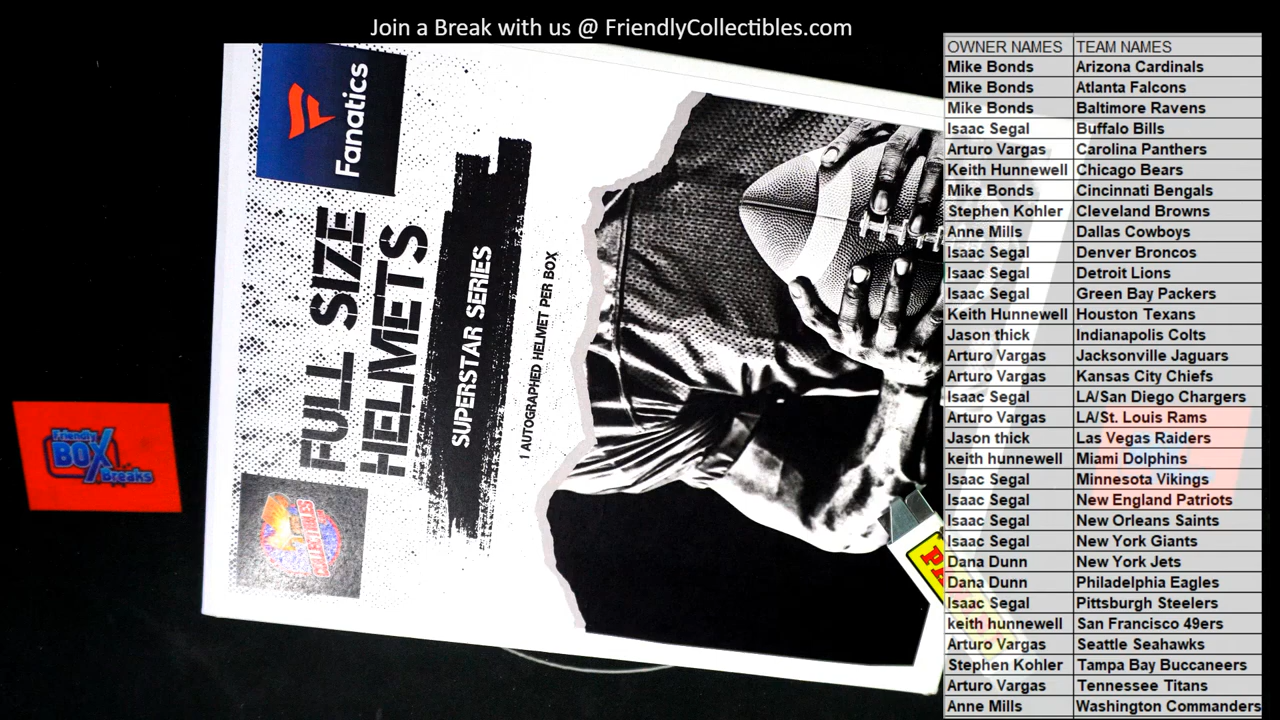 Join a Break with us @ FriendlyCollectibles.com
Fanatics
FULL SIZE
HELMETS
SUPERSTAR SERIES
1 AUTOGRAPHED HELMET PER BOX
COLLECTIBLES
Friendly
BOX
Breaks
OWNER NAMES TEAM NAMES
Mike Bonds Arizona Cardinals
Mike Bonds Atlanta Falcons
Mike Bonds Baltimore Ravens
Isaac Segal Buffalo Bills
Arturo Vargas Carolina Panthers
Keith Hunnewell Chicago Bears
Mike Bonds Cincinnati Bengals
Stephen Kohler Cleveland Browns
Anne Mills Dallas Cowboys
Isaac Segal Denver Broncos
Isaac Segal Detroit Lions
Isaac Segal Green Bay Packers
Keith Hunnewell Houston Texans
Jason thick Indianapolis Colts
Arturo Vargas Jacksonville Jaguars
Arturo Vargas Kansas City Chiefs
Isaac Segal LA/San Diego Chargers
Arturo Vargas LA/St. Louis Rams
Jason thick Las Vegas Raiders
keith hunnewell Miami Dolphins
Isaac Segal Minnesota Vikings
Isaac Segal New England Patriots
Isaac Segal New Orleans Saints
Isaac Segal New York Giants
Dana Dunn New York Jets
Dana Dunn Philadelphia Eagles
Isaac Segal Pittsburgh Steelers
keith hunnewell San Francisco 49ers
Arturo Vargas Seattle Seahawks
Stephen Kohler Tampa Bay Buccaneers
Arturo Vargas Tennessee Titans
Anne Mills Washington Commanders